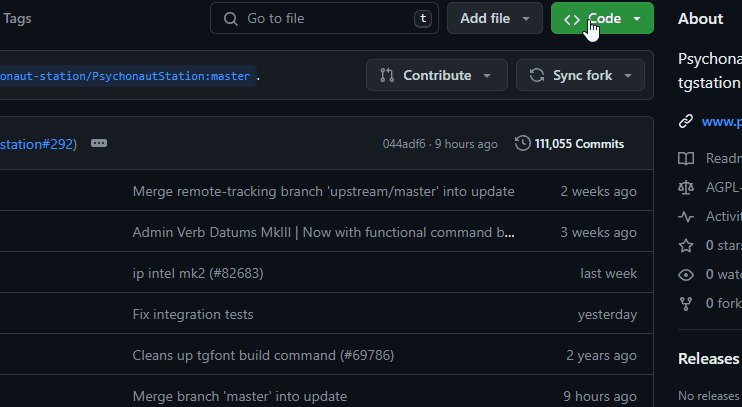 Tags
Go to file
t
Add file
Code
About
onaut-station/PsychonautStation:master.
Contribute
Sync fork
tgstation
www.p
station#292)
044adf6 · 9 hours ago
111,055 Commits
Readm
Merge remote-tracking branch 'upstream/master' into update
2 weeks ago
AGPL-
Admin Verb Datums MkIII | Now with functional command b...
3 weeks ago
Activi
0 stars
ip intel mk2 (#82683)
last week
0 watc
0 fork
Fix integration tests
yesterday
Cleans up tgfont build command (#69786)
2 years ago
Releases
Merge branch 'master' into update
9 hours ago
No releases